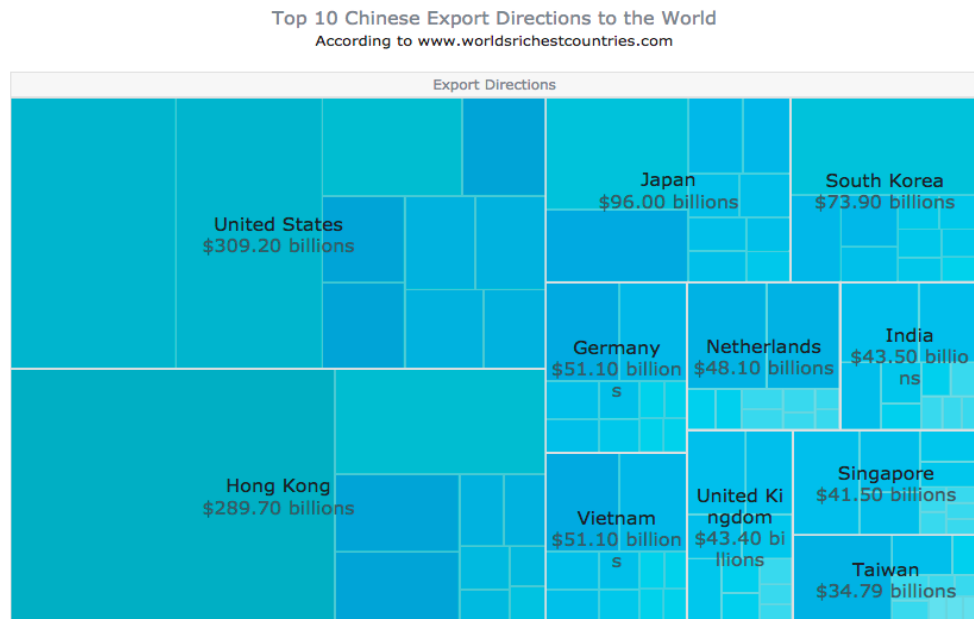 Top 10 Chinese Export Directions to the World
According to www.worldsrichestcountries.com
Export Directions
United States
$309.20 billions
Japan
$96.00 billions
South Korea
$73.90 billions
Germany
$51.10 billion
s
Netherlands
$48.10 billions
India
$43.50 billio
ns
Hong Kong
$289.70 billions
Vietnam
$51.10 billion
s
United Ki
ngdom
$43.40 bi
llions
Singapore
$41.50 billions
Taiwan
$34.79 billions